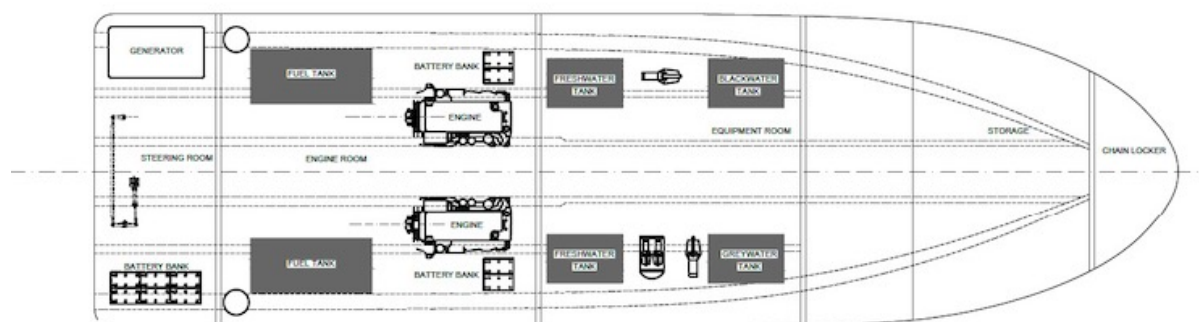 GENERATOR
FUEL TANK
BATTERY BANK
FRESHWATER
TANK
BLACKWATER
TANK
ENGINE
EQUIPMENT ROOM
STORAGE
STEERING ROOM
ENGINE ROOM
CHAIN LOCKER
ENGINE
FRESHWATER
TANK
GREYWATER
TANK
BATTERY BANK
FUEL TANK
BATTERY BANK